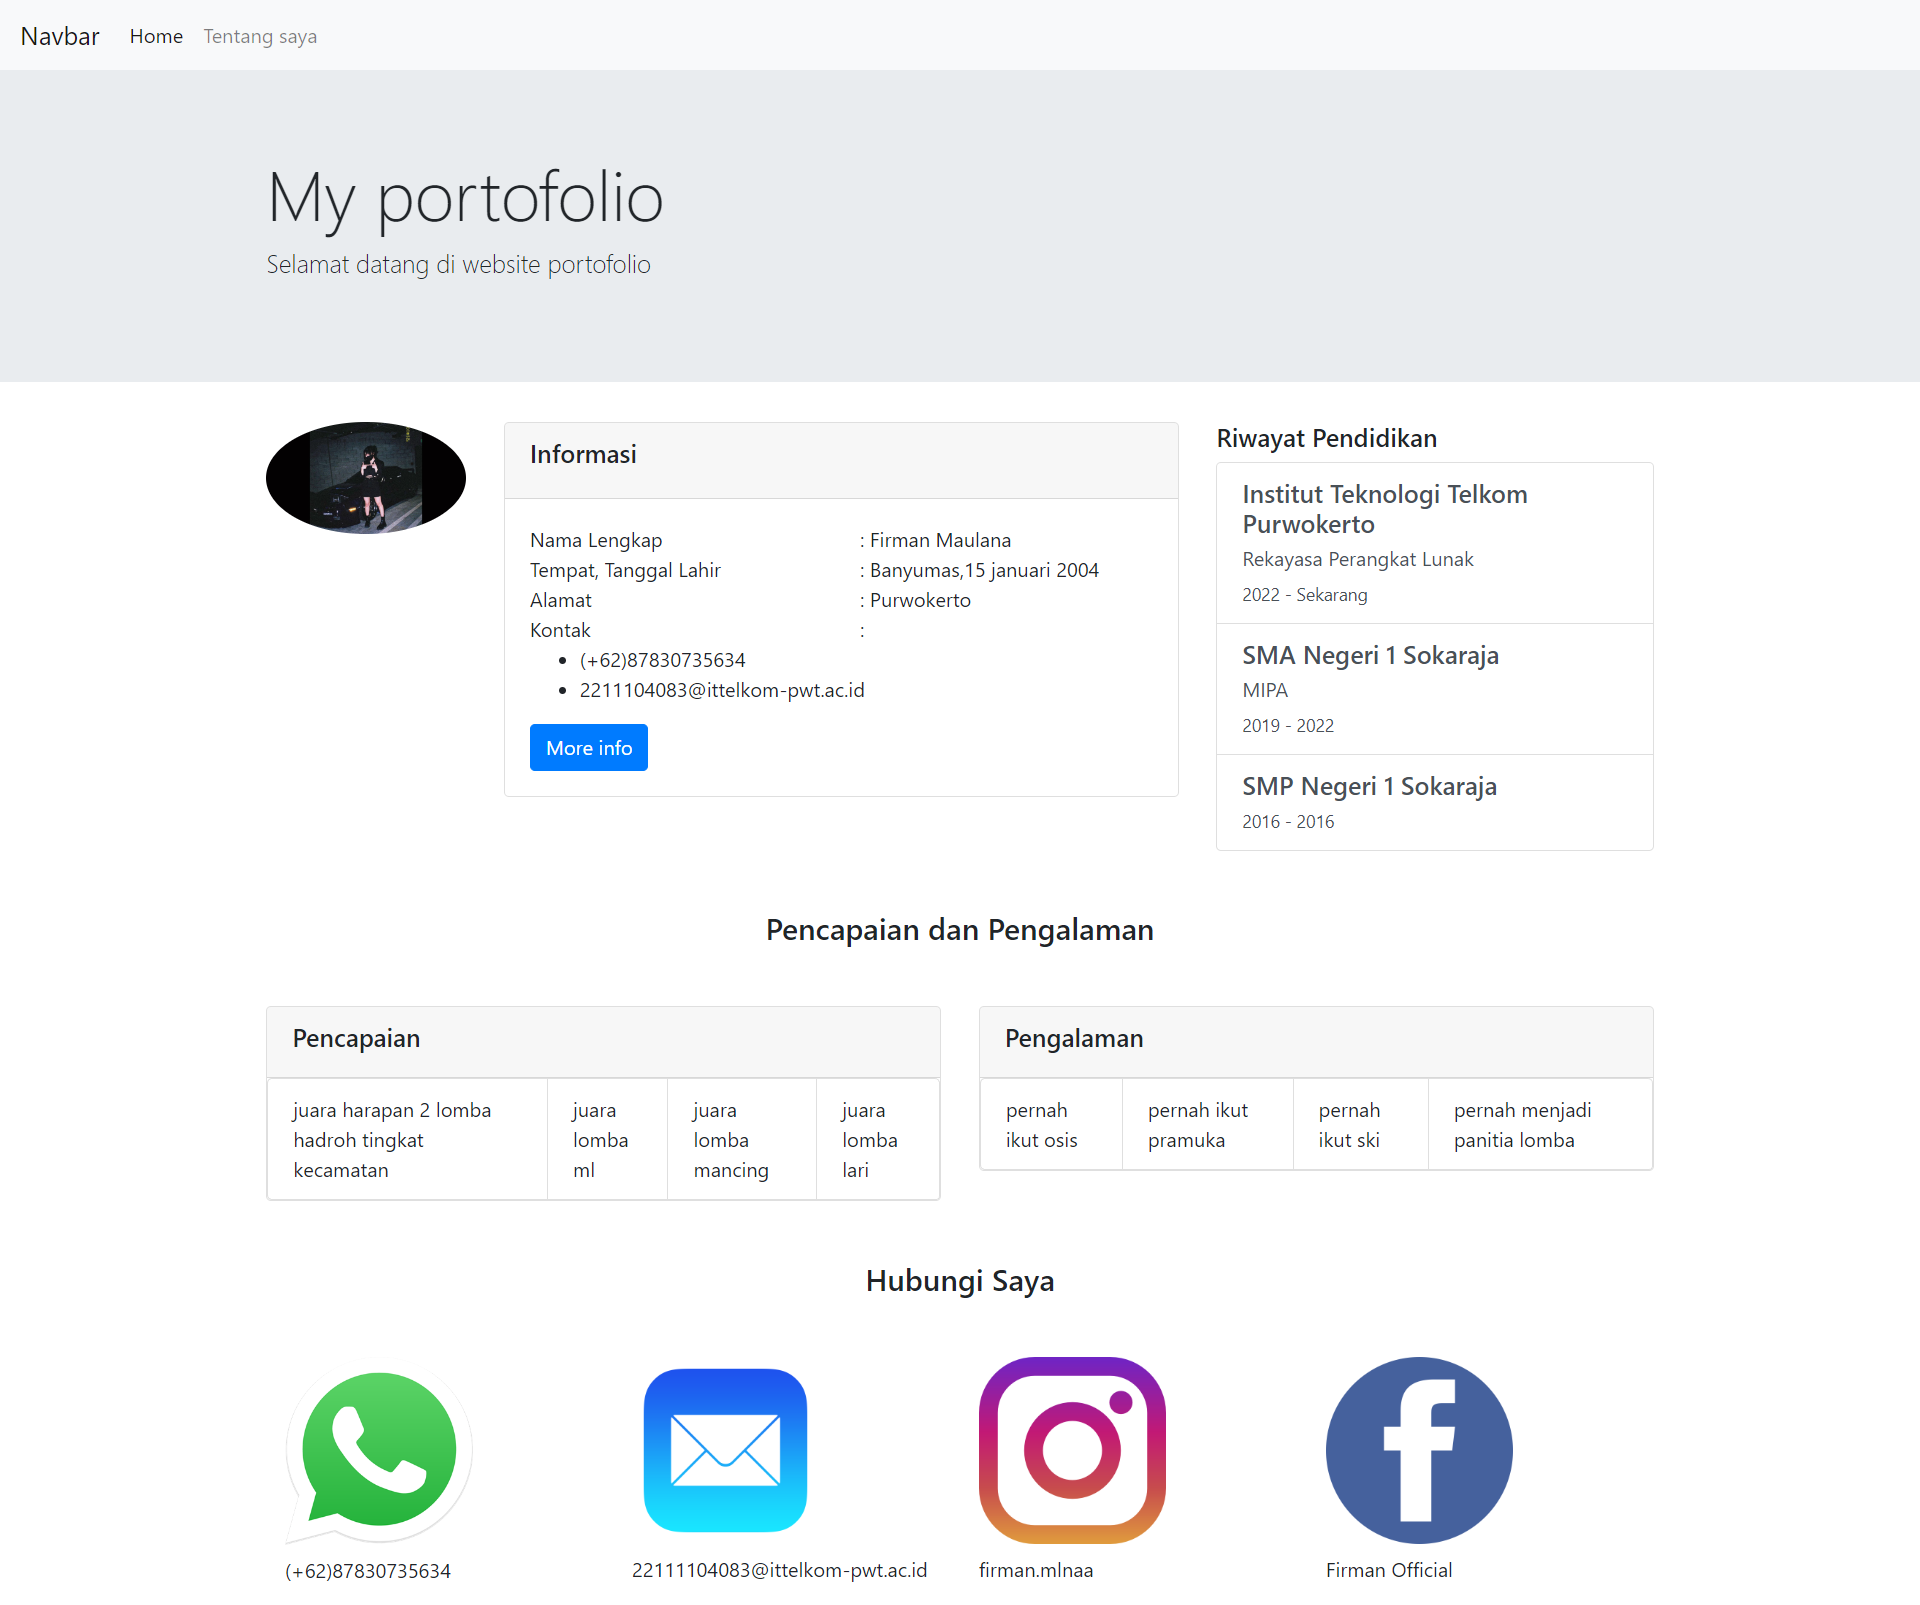 Navbar Home Tentang saya
My portofolio
Selamat datang di website portofolio
Informasi
Nama Lengkap : Firman Maulana
Tempat, Tanggal Lahir : Banyumas,15 januari 2004
Alamat : Purwokerto
Kontak :
(+62)87830735634
2211104083@ittelkom-pwt.ac.id
More info
Riwayat Pendidikan
Institut Teknologi Telkom
Purwokerto
Rekayasa Perangkat Lunak
2022 - Sekarang
SMA Negeri 1 Sokaraja
MIPA
2019 - 2022
SMP Negeri 1 Sokaraja
2016 - 2016
Pencapaian dan Pengalaman
Pencapaian
juara harapan 2 lomba
hadroh tingkat
kecamatan
juara
lomba
ml
juara
lomba
mancing
juara
lomba
lari
Pengalaman
pernah
ikut osis
pernah ikut
pramuka
pernah
ikut ski
pernah menjadi
panitia lomba
Hubungi Saya
(+62)87830735634
22111104083@ittelkom-pwt.ac.id
firman.mlnaa
Firman Official